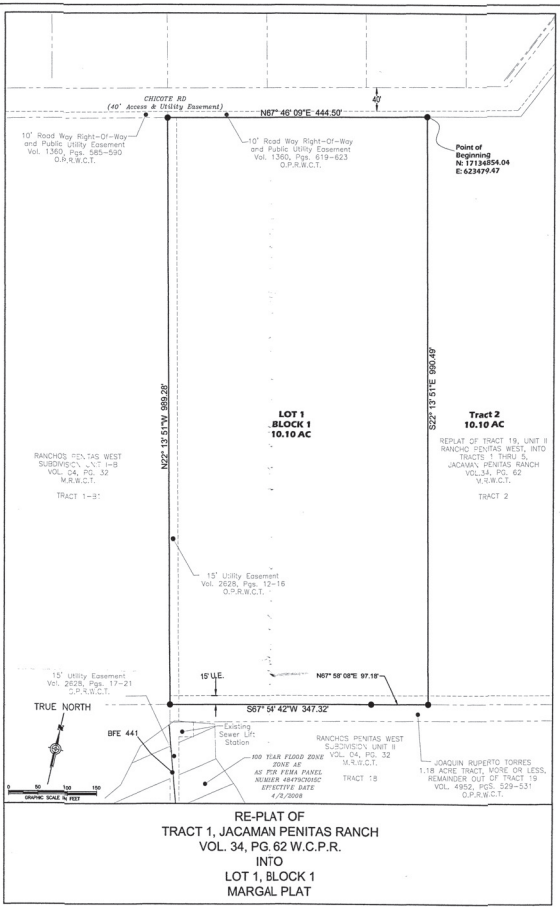 CHICOTE RD
(40' Access & Utility Easement)
N67° 46' 09"E 444.50'
40'
10' Road Way Right-Of-Way
and Public Utility Easement
Vol. 1360, Pgs. 585-590
O.P.R.W.C.T.
10' Road Way Right-Of-Way
and Public Utility Easement
Vol. 1360, Pgs. 619-623
O.P.R.W.C.T.
Point of
Beginning
N: 17134854.04
E: 623479.47
N22° 13' 51"W 989.28'
LOT 1
BLOCK 1
10.10 AC
S22° 13' 51"E 990.49'
Tract 2
10.10 AC
REPLAT OF TRACT 19, UNIT II
RANCHO PENITAS WEST, INTO
TRACTS 1 THRU 5,
JACAMAN PENITAS RANCH
VOL.34, PG. 62
M.R.W.C.T.
TRACT 2
RANCHOS PENITAS WEST
SUBDIVISION UNIT I-B
VOL. 04, PG. 32
M.R.W.C.T.
TRACT 1-B1
15' Utility Easement
Vol. 2628, Pgs. 12-16
O.P.R.W.C.T.
15' Utility Easement
Vol. 2628, Pgs. 17-21
O.P.R.W.C.T.
15' U.E.
N67° 58' 08"E 97.18'
S67° 54' 42"W 347.32'
TRUE NORTH
N
BFE 441
Existing
Sewer Lift
Station
100 YEAR FLOOD ZONE
ZONE AE
AS PER FEMA PANEL
NUMBER 48479C1015C
EFFECTIVE DATE
4/2/2008
RANCHOS PENITAS WEST
SUBDIVISION UNIT II
VOL. 04, PG. 32
M.R.W.C.T.
TRACT 18
JOAQUIN RUPERTO TORRES
1.18 ACRE TRACT, MORE OR LESS,
REMAINDER OUT OF TRACT 19
VOL. 4952, PGS. 529-531
O.P.R.W.C.T.
0 50 100 150
GRAPHIC SCALE IN FEET
RE-PLAT OF
TRACT 1, JACAMAN PENITAS RANCH
VOL. 34, PG. 62 W.C.P.R.
INTO
LOT 1, BLOCK 1
MARGAL PLAT